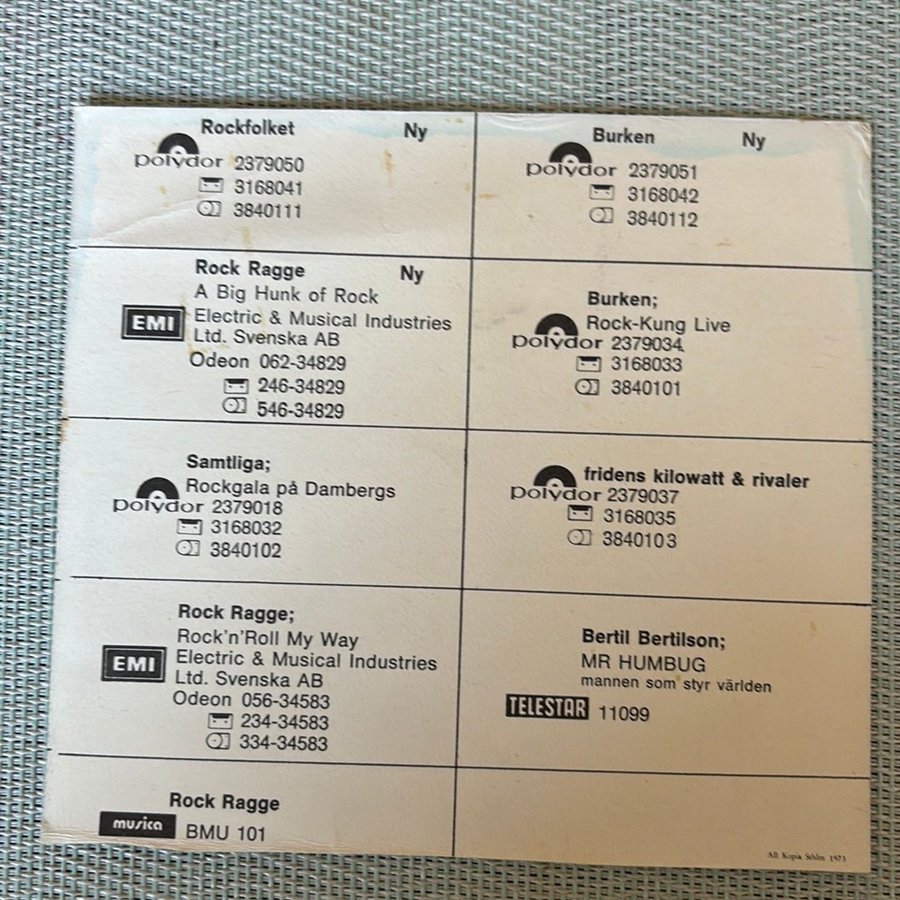 Rockfolket Ny
polydor 2379050
3168041
3840111
Burken Ny
polydor 2379051
3168042
3840112
Rock Ragge Ny
A Big Hunk of Rock
EMI Electric & Musical Industries
Ltd. Svenska AB
Odeon 062-34829
246-34829
546-34829
Burken;
Rock-Kung Live
polydor 2379034
3168033
3840101
Samtliga;
Rockgala på Dambergs
polydor 2379018
3168032
3840102
fridens kilowatt & rivaler
polydor 2379037
3168035
3840103
Rock Ragge;
Rock'n'Roll My Way
EMI Electric & Musical Industries
Ltd. Svenska AB
Odeon 056-34583
234-34583
334-34583
Bertil Bertilson;
MR HUMBUG
mannen som styr världen
TELESTAR 11099
Rock Ragge
musica BMU 101
All Kopia Sthlm 1973